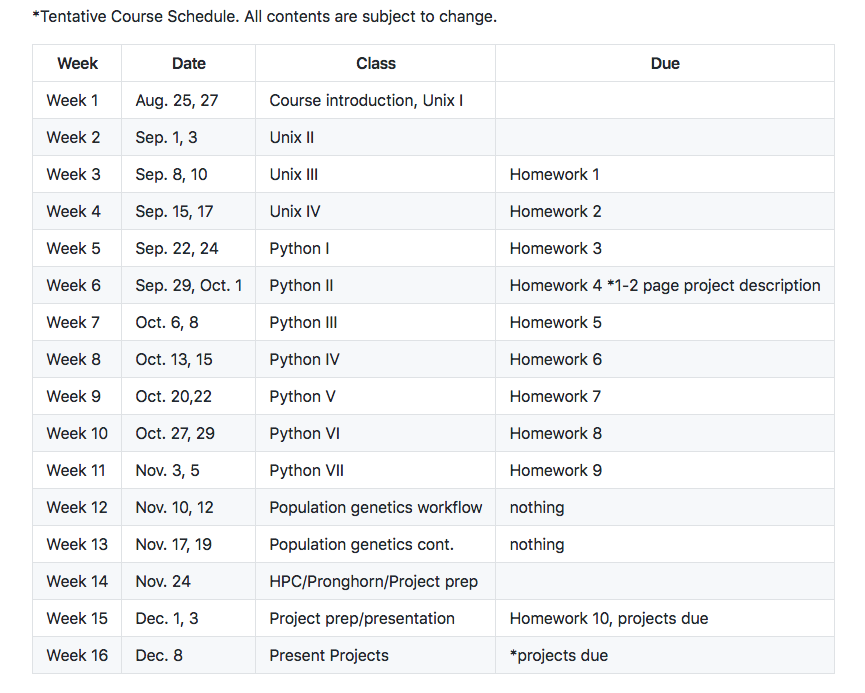 *Tentative Course Schedule. All contents are subject to change.
Week Date Class Due
Week 1 Aug. 25, 27 Course introduction, Unix I
Week 2 Sep. 1, 3 Unix II
Week 3 Sep. 8, 10 Unix III Homework 1
Week 4 Sep. 15, 17 Unix IV Homework 2
Week 5 Sep. 22, 24 Python I Homework 3
Week 6 Sep. 29, Oct. 1 Python II Homework 4 *1-2 page project description
Week 7 Oct. 6, 8 Python III Homework 5
Week 8 Oct. 13, 15 Python IV Homework 6
Week 9 Oct. 20,22 Python V Homework 7
Week 10 Oct. 27, 29 Python VI Homework 8
Week 11 Nov. 3, 5 Python VII Homework 9
Week 12 Nov. 10, 12 Population genetics workflow nothing
Week 13 Nov. 17, 19 Population genetics cont. nothing
Week 14 Nov. 24 HPC/Pronghorn/Project prep
Week 15 Dec. 1, 3 Project prep/presentation Homework 10, projects due
Week 16 Dec. 8 Present Projects *projects due